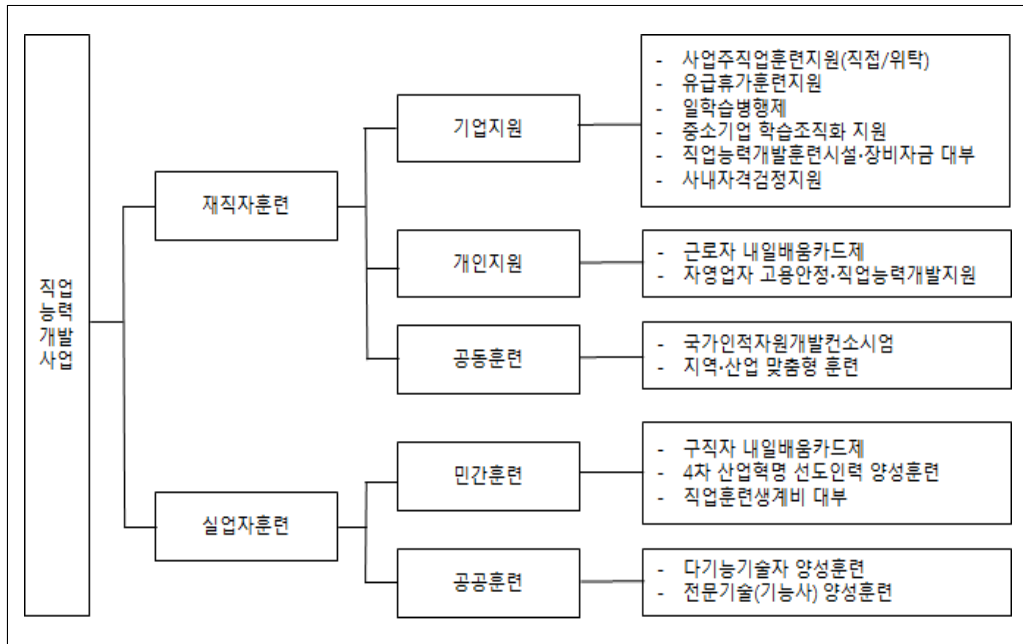 직업
능력
개발
사업
재직자훈련
기업지원
- 사업주직업훈련지원(직접/위탁)
- 유급휴가훈련지원
- 일학습병행제
- 중소기업 학습조직화 지원
- 직업능력개발훈련시설·장비자금 대부
- 사내자격검정지원
개인지원
- 근로자 내일배움카드제
- 자영업자 고용안정·직업능력개발지원
공동훈련
- 국가인적자원개발컨소시엄
- 지역·산업 맞춤형 훈련
실업자훈련
민간훈련
- 구직자 내일배움카드제
- 4차 산업혁명 선도인력 양성훈련
- 직업훈련생계비 대부
공공훈련
- 다기능기술자 양성훈련
- 전문기술(기능사) 양성훈련